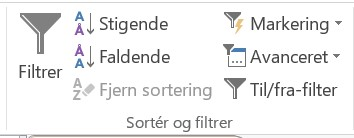 Filtrer
A
Å
Stigende
A
Å
Faldende
A
Z
Fjern sortering
Markering
Avanceret
Til/fra-filter
Sortér og filtrer